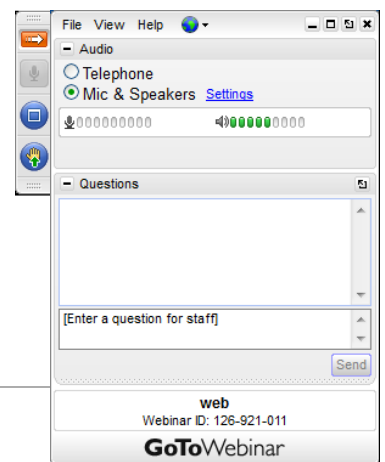 File View Help
Audio
Telephone
Mic & Speakers Settings
Questions
[Enter a question for staff]
Send
web
Webinar ID: 126-921-011
GoToWebinar